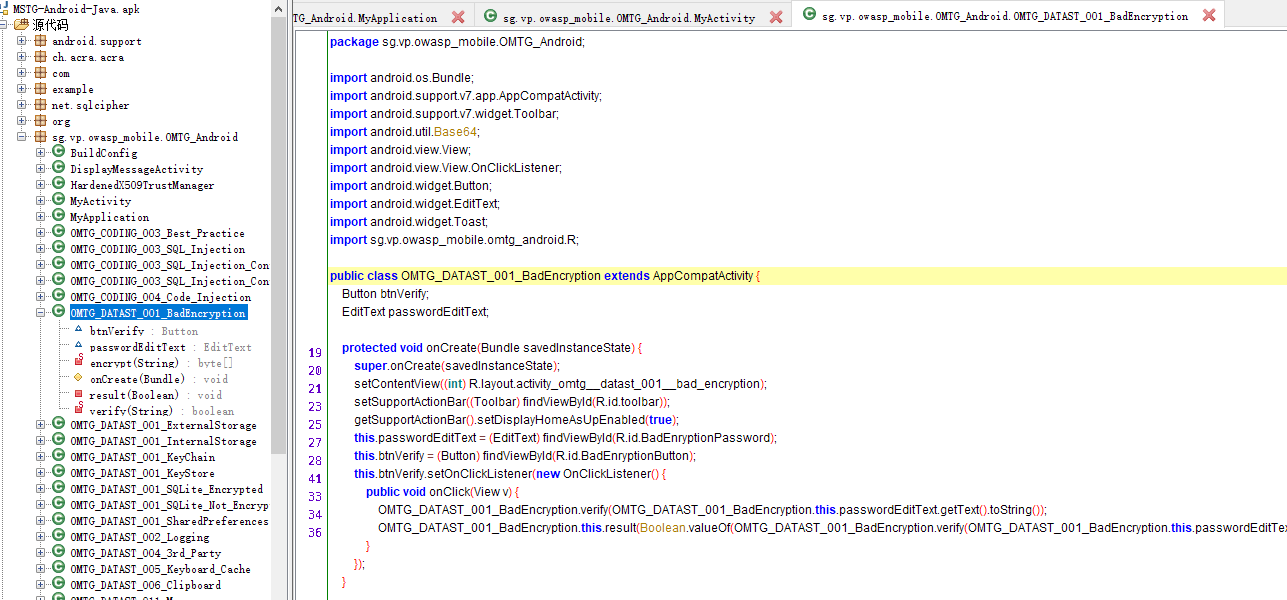 MSTG-Android-Java.apk
源代码
android.support
ch.acra.acra
com
example
net.sqlcipher
org
sg.vp.owasp_mobile.OMTG_Android
BuildConfig
DisplayMessageActivity
HardenedX509TrustManager
MyActivity
MyApplication
OMTG_CODING_003_Best_Practice
OMTG_CODING_003_SQL_Injection
OMTG_CODING_003_SQL_Injection_Con
OMTG_CODING_003_SQL_Injection_Con
OMTG_CODING_004_Code_Injection
OMTG_DATAST_001_BadEncryption
btnVerify : Button
passwordEditText : EditText
encrypt(String) : byte[]
onCreate(Bundle) : void
result(Boolean) : void
verify(String) : boolean
OMTG_DATAST_001_ExternalStorage
OMTG_DATAST_001_InternalStorage
OMTG_DATAST_001_KeyChain
OMTG_DATAST_001_KeyStore
OMTG_DATAST_001_SQLite_Encrypted
OMTG_DATAST_001_SQLite_Not_Encryp
OMTG_DATAST_001_SharedPreferences
OMTG_DATAST_002_Logging
OMTG_DATAST_004_3rd_Party
OMTG_DATAST_005_Keyboard_Cache
OMTG_DATAST_006_Clipboard
TG_Android.MyApplication
sg.vp.owasp_mobile.OMTG_Android.MyActivity
sg.vp.owasp_mobile.OMTG_Android.OMTG_DATAST_001_BadEncryption
package sg.vp.owasp_mobile.OMTG_Android;
import android.os.Bundle;
import android.support.v7.app.AppCompatActivity;
import android.support.v7.widget.Toolbar;
import android.util.Base64;
import android.view.View;
import android.view.View.OnClickListener;
import android.widget.Button;
import android.widget.EditText;
import android.widget.Toast;
import sg.vp.owasp_mobile.omtg_android.R;
public class OMTG_DATAST_001_BadEncryption extends AppCompatActivity {
Button btnVerify;
EditText passwordEditText;
19 protected void onCreate(Bundle savedInstanceState) {
20 super.onCreate(savedInstanceState);
21 setContentView((int) R.layout.activity_omtg__datast_001__bad_encryption);
23 setSupportActionBar((Toolbar) findViewById(R.id.toolbar));
25 getSupportActionBar().setDisplayHomeAsUpEnabled(true);
27 this.passwordEditText = (EditText) findViewById(R.id.BadEnryptionPassword);
28 this.btnVerify = (Button) findViewById(R.id.BadEnryptionButton);
41 this.btnVerify.setOnClickListener(new OnClickListener() {
33 public void onClick(View v) {
34 OMTG_DATAST_001_BadEncryption.verify(OMTG_DATAST_001_BadEncryption.this.passwordEditText.getText().toString());
36 OMTG_DATAST_001_BadEncryption.this.result(Boolean.valueOf(OMTG_DATAST_001_BadEncryption.verify(OMTG_DATAST_001_BadEncryption.this.passwordEditTe
}
});
}